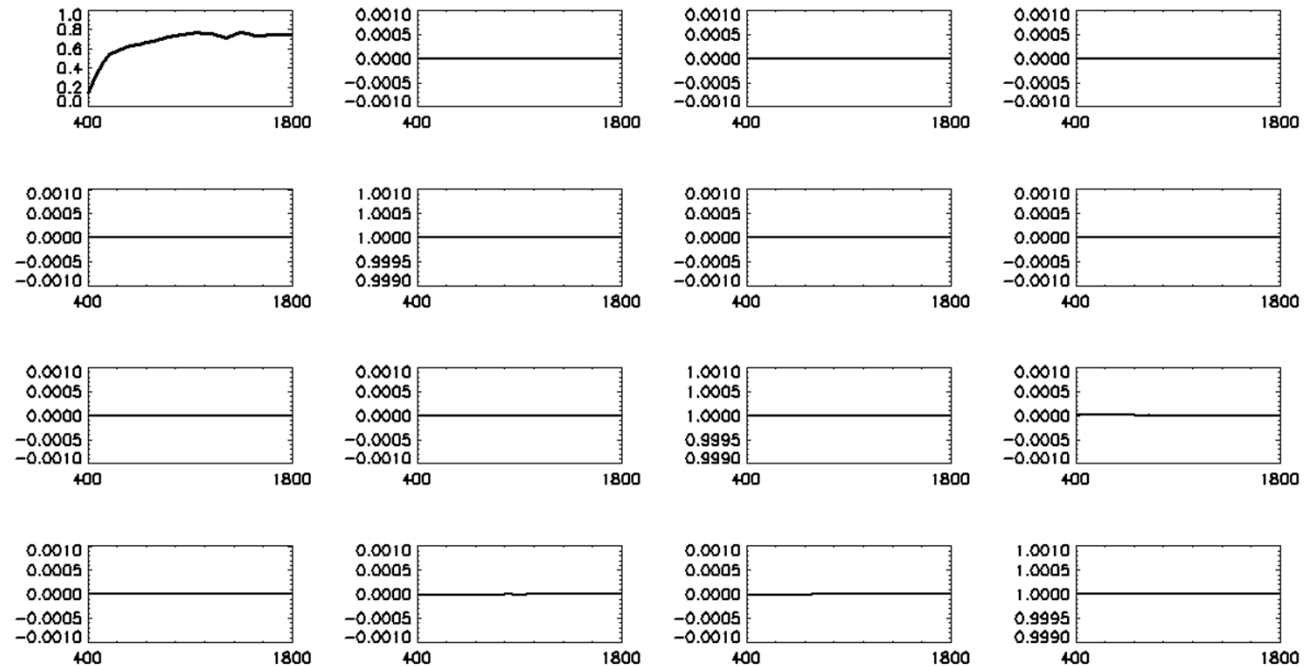 1.0 0.0010 0.0010 0.0010
0.8 0.0005 0.0005 0.0005
0.6 0.0000 0.0000 0.0000
0.4
0.2 −0.0005 −0.0005 −0.0005
0.0 −0.0010 −0.0010 −0.0010
400 1800 400 1800 400 1800 400 1800
0.0010 1.0010 0.0010 0.0010
0.0005 1.0005 0.0005 0.0005
0.0000 1.0000 0.0000 0.0000
−0.0005 0.9995 −0.0005 −0.0005
−0.0010 0.9990 −0.0010 −0.0010
400 1800 400 1800 400 1800 400 1800
0.0010 0.0010 1.0010 0.0010
0.0005 0.0005 1.0005 0.0005
0.0000 0.0000 1.0000 0.0000
−0.0005 −0.0005 0.9995 −0.0005
−0.0010 −0.0010 0.9990 −0.0010
400 1800 400 1800 400 1800 400 1800
0.0010 0.0010 0.0010 1.0010
0.0005 0.0005 0.0005 1.0005
0.0000 0.0000 0.0000 1.0000
−0.0005 −0.0005 −0.0005 0.9995
−0.0010 −0.0010 −0.0010 0.9990
400 1800 400 1800 400 1800 400 1800